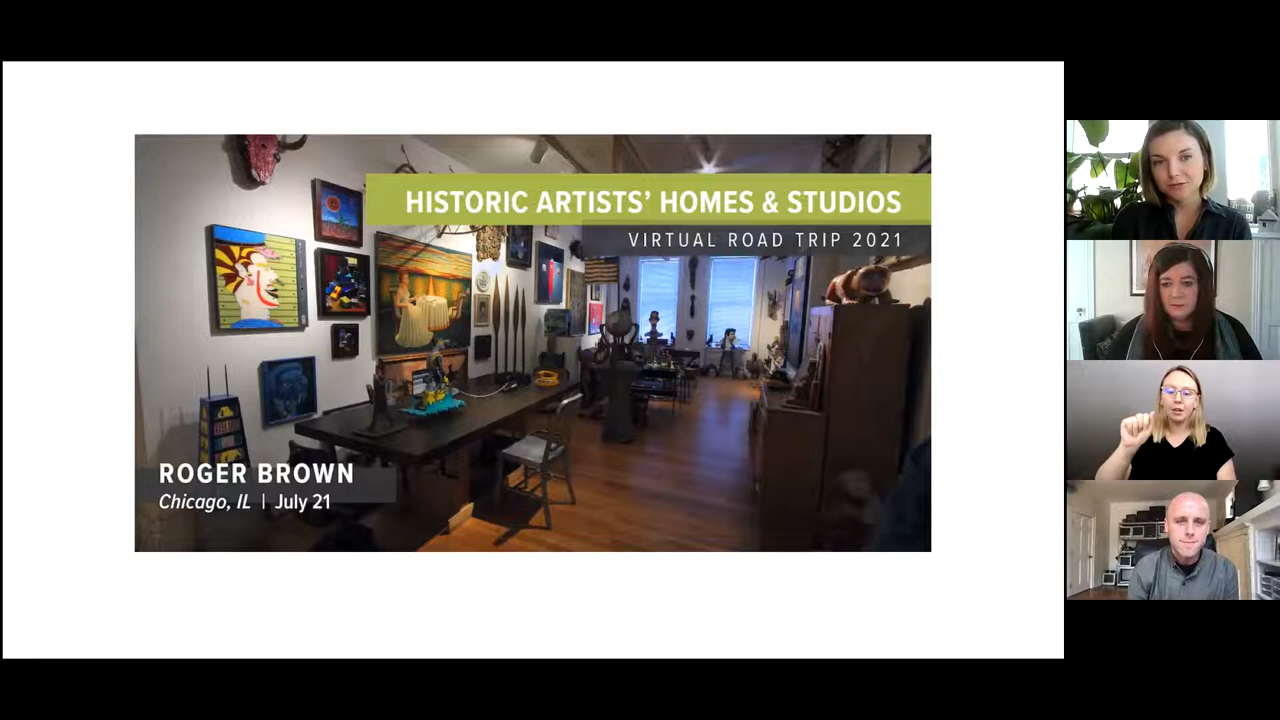 HISTORIC ARTISTS' HOMES & STUDIOS
VIRTUAL ROAD TRIP 2021
ROGER BROWN
Chicago, IL | July 21